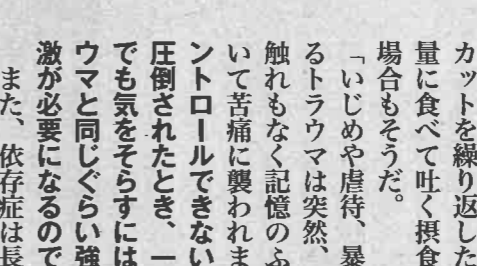 カットを繰り返した
量に食べて吐く摂食
場合もそうだ。
「いじめや虐待、暴
るトラウマは突然、
触れもなく記憶のふ
いて苦痛に襲われま
ントロールできない
圧倒されたとき、一
でも気をそらすには
ウマと同じぐらい強
激が必要になるので
また、依存症は長